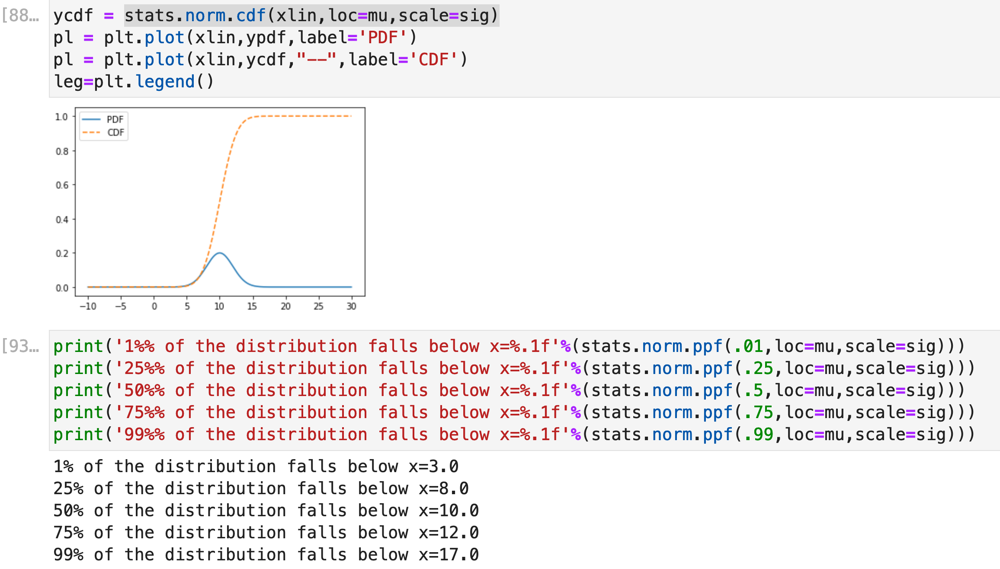 [88…
ycdf = stats.norm.cdf(xlin,loc=mu,scale=sig)
pl = plt.plot(xlin,ypdf,label='PDF')
pl = plt.plot(xlin,ycdf,"--",label='CDF')
leg=plt.legend()
PDF
CDF
1.0
0.8
0.6
0.4
0.2
0.0
−10 −5 0 5 10 15 20 25 30
[93…
print('1%% of the distribution falls below x=%.1f'%(stats.norm.ppf(.01,loc=mu,scale=sig)))
print('25%% of the distribution falls below x=%.1f'%(stats.norm.ppf(.25,loc=mu,scale=sig)))
print('50%% of the distribution falls below x=%.1f'%(stats.norm.ppf(.5,loc=mu,scale=sig)))
print('75%% of the distribution falls below x=%.1f'%(stats.norm.ppf(.75,loc=mu,scale=sig)))
print('99%% of the distribution falls below x=%.1f'%(stats.norm.ppf(.99,loc=mu,scale=sig)))
1% of the distribution falls below x=3.0
25% of the distribution falls below x=8.0
50% of the distribution falls below x=10.0
75% of the distribution falls below x=12.0
99% of the distribution falls below x=17.0